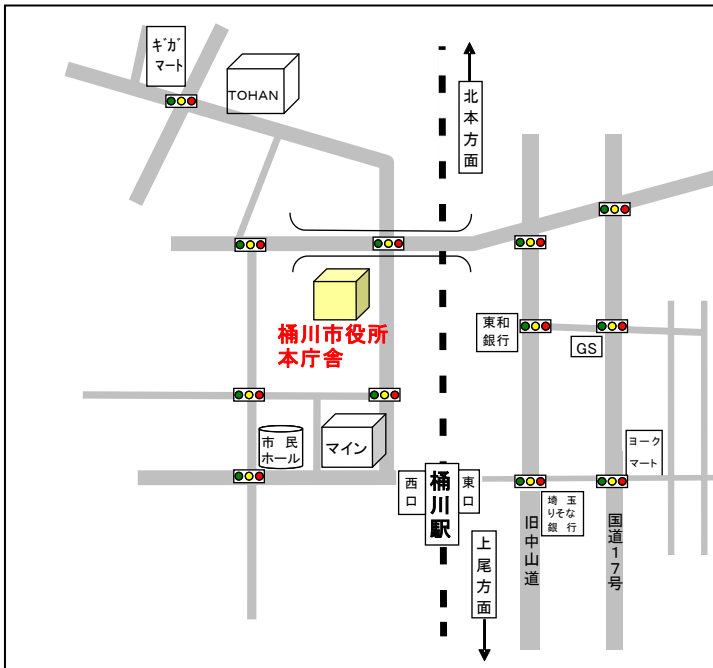 ギガ
マート
TOHAN
北本方面
桶川市役所
本庁舎
東和
銀行
GS
市民
ホール
マイン
ヨーク
マート
西口
桶川駅
東口
埼玉
りそな
銀行
旧中山道
国道17号
上尾方面